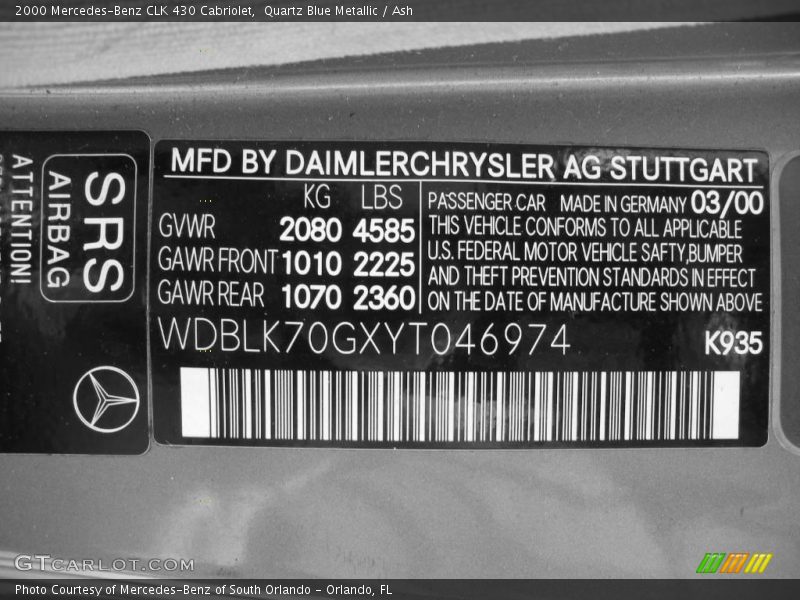 2000 Mercedes-Benz CLK 430 Cabriolet, Quartz Blue Metallic / Ash
ATTENTION!
SRS
AIRBAG
MFD BY DAIMLERCHRYSLER AG STUTTGART
KG LBS
GVWR 2080 4585
GAWR FRONT 1010 2225
GAWR REAR 1070 2360
PASSENGER CAR MADE IN GERMANY 03/00
THIS VEHICLE CONFORMS TO ALL APPLICABLE
U.S. FEDERAL MOTOR VEHICLE SAFTY,BUMPER
AND THEFT PREVENTION STANDARDS IN EFFECT
ON THE DATE OF MANUFACTURE SHOWN ABOVE
WDBLK70GXYT046974 K935
GTCARLOT.COM
Photo Courtesy of Mercedes-Benz of South Orlando - Orlando, FL